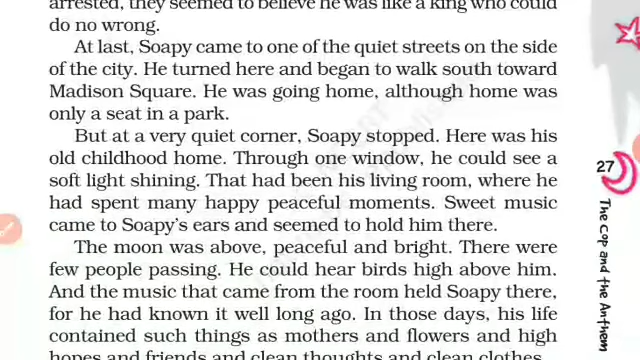 arrested, they seemed to believe he was like a king who could
do no wrong.
At last, Soapy came to one of the quiet streets on the side
of the city. He turned here and began to walk south toward
Madison Square. He was going home, although home was
only a seat in a park.
But at a very quiet corner, Soapy stopped. Here was his
old childhood home. Through one window, he could see a
soft light shining. That had been his living room, where he
had spent many happy peaceful moments. Sweet music
came to Soapy's ears and seemed to hold him there.
The moon was above, peaceful and bright. There were
few people passing. He could hear birds high above him.
And the music that came from the room held Soapy there,
for he had known it well long ago. In those days, his life
contained such things as mothers and flowers and high
hopes and friends and clean thoughts and clean clothes.
27
The Cop and the Anthem